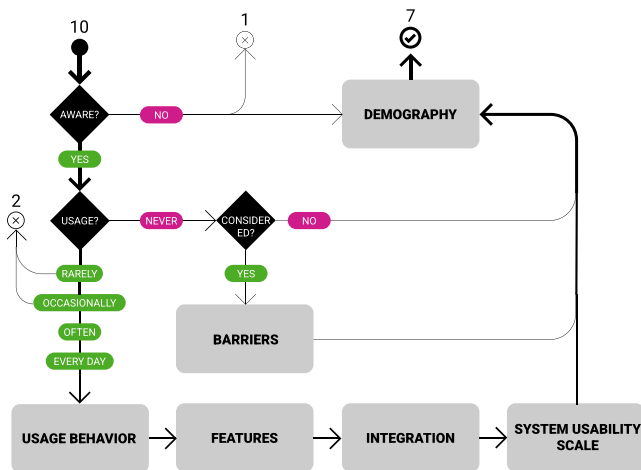 10
1
7
AWARE?
NO
DEMOGRAPHY
YES
2
USAGE?
NEVER
CONSIDER
ED?
NO
RARELY
YES
OCCASIONALLY
OFTEN
BARRIERS
EVERY DAY
USAGE BEHAVIOR
FEATURES
INTEGRATION
SYSTEM USABILITY
SCALE